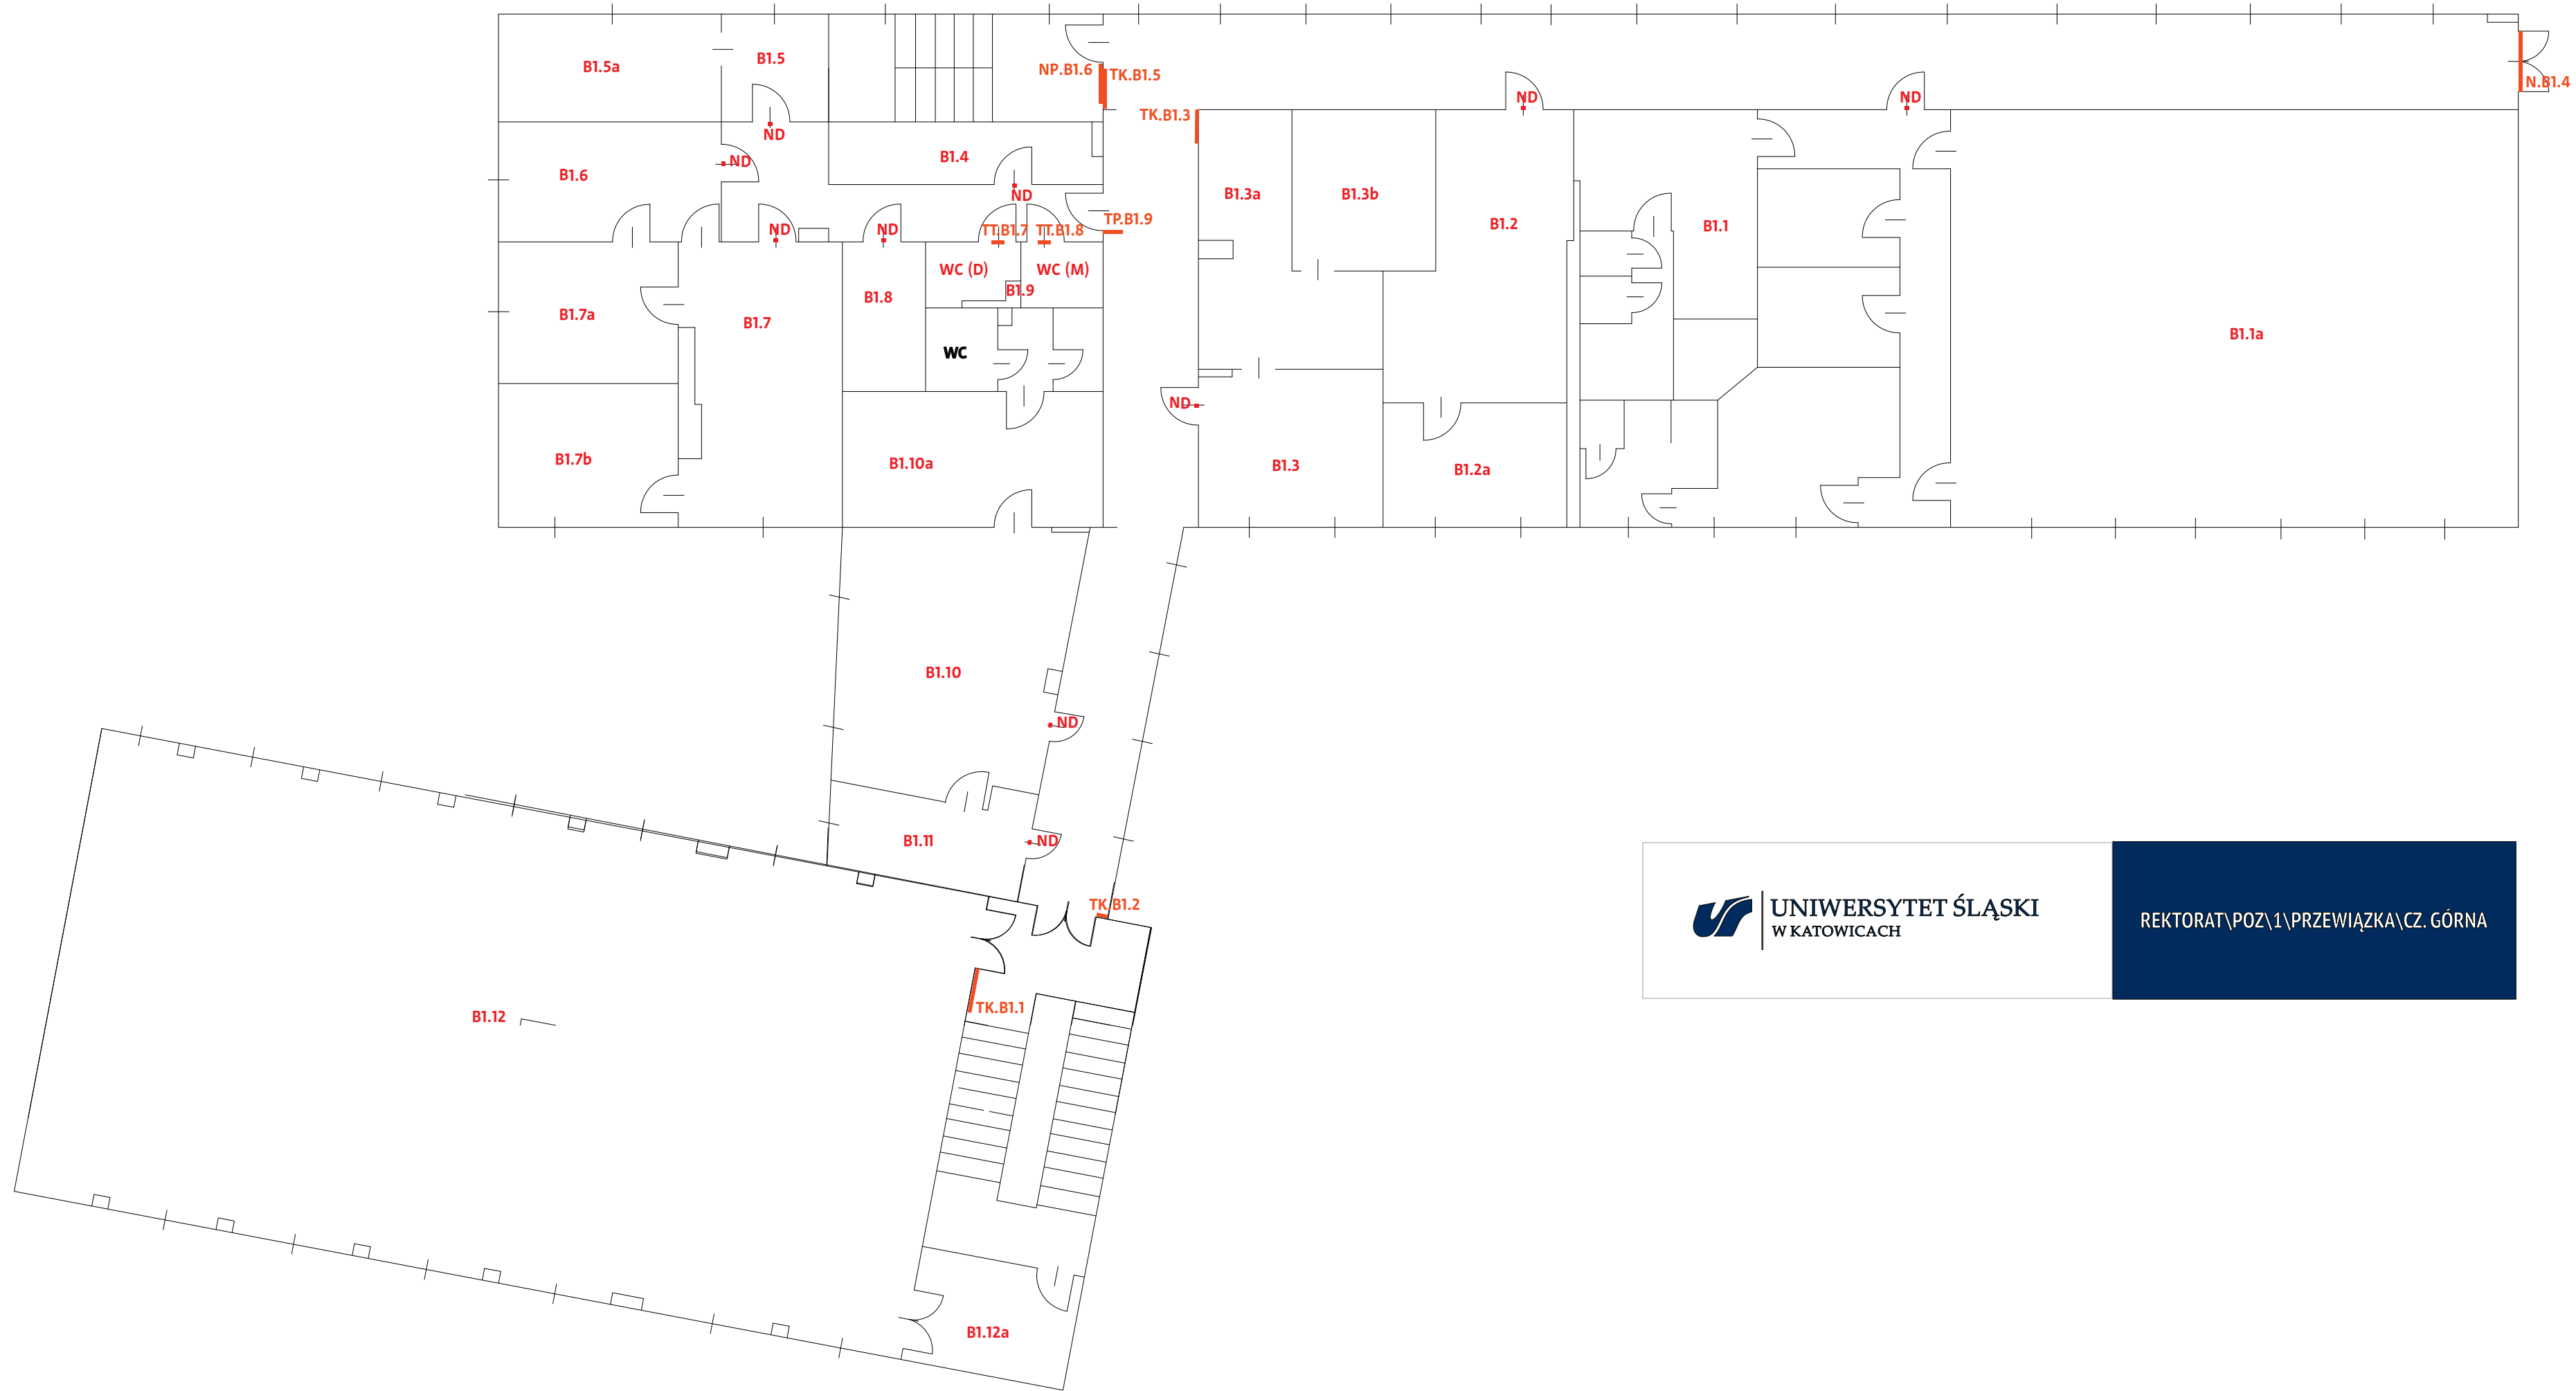 B1.5a
B1.5
NP.B1.6
TK.B1.5
N.B1.4
ND
ND
TK.B1.3
ND
B1.4
ND
B1.6
ND
B1.3a
B1.3b
B1.2
B1.1
TP.B1.9
ND
ND
TT.B1.7
TT.B1.8
WC (D)
WC (M)
B1.9
B1.8
B1.7a
B1.7
B1.1a
WC
ND
B1.7b
B1.10a
B1.3
B1.2a
B1.10
ND
B1.11
ND
TK.B1.2
B1.12
TK.B1.1
B1.12a
UNIWERSYTET ŚLĄSKI
W KATOWICACH
REKTORAT\POZ\1\PRZEWIĄZKA\CZ. GÓRNA